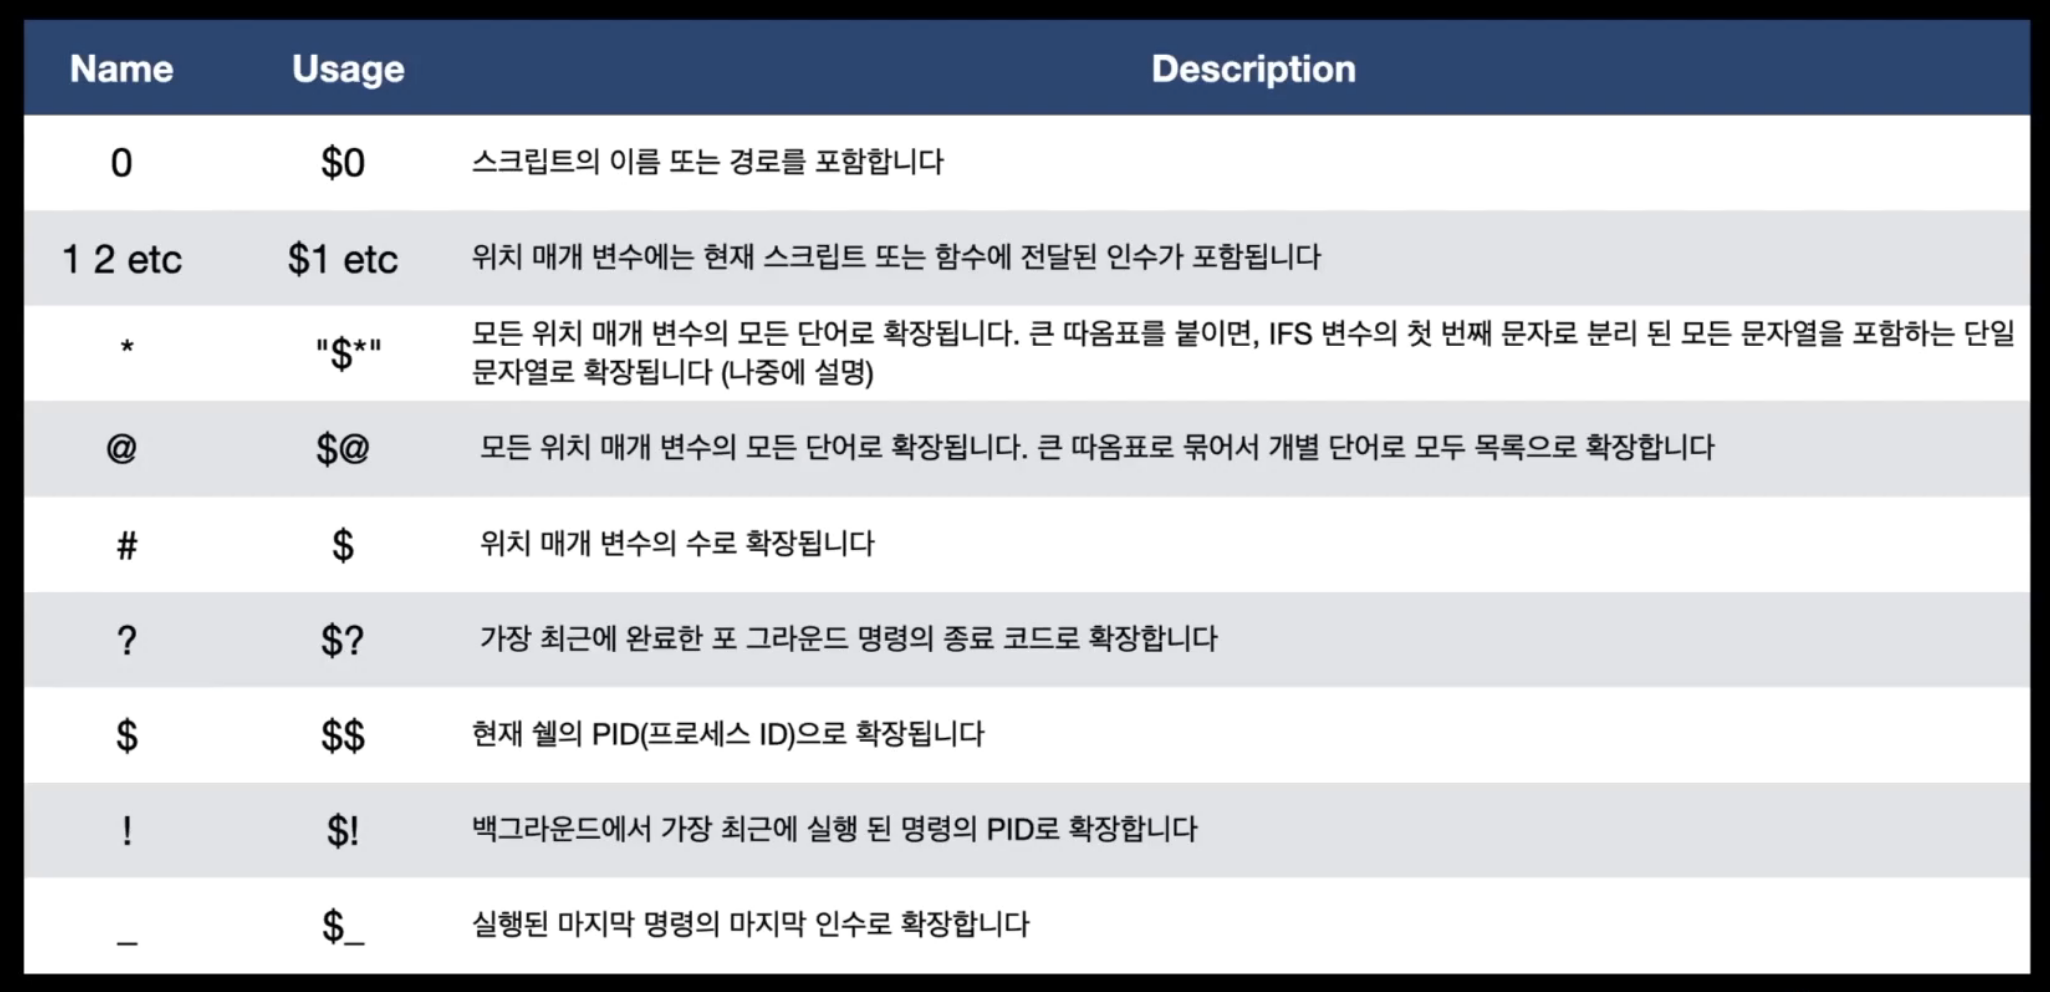 Name Usage Description
0 $0 스크립트의 이름 또는 경로를 포함합니다
1 2 etc $1 etc 위치 매개 변수에는 현재 스크립트 또는 함수에 전달된 인수가 포함됩니다
* "$*" 모든 위치 매개 변수의 모든 단어로 확장됩니다. 큰 따옴표를 붙이면, IFS 변수의 첫 번째 문자로 분리 된 모든 문자열을 포함하는 단일
문자열로 확장됩니다 (나중에 설명)
@ $@ 모든 위치 매개 변수의 모든 단어로 확장됩니다. 큰 따옴표로 묶어서 개별 단어로 모두 목록으로 확장합니다
# $ 위치 매개 변수의 수로 확장됩니다
? $? 가장 최근에 완료한 포 그라운드 명령의 종료 코드로 확장합니다
$ $$ 현재 쉘의 PID(프로세스 ID)으로 확장됩니다
! $! 백그라운드에서 가장 최근에 실행 된 명령의 PID로 확장합니다
_ $_ 실행된 마지막 명령의 마지막 인수로 확장합니다